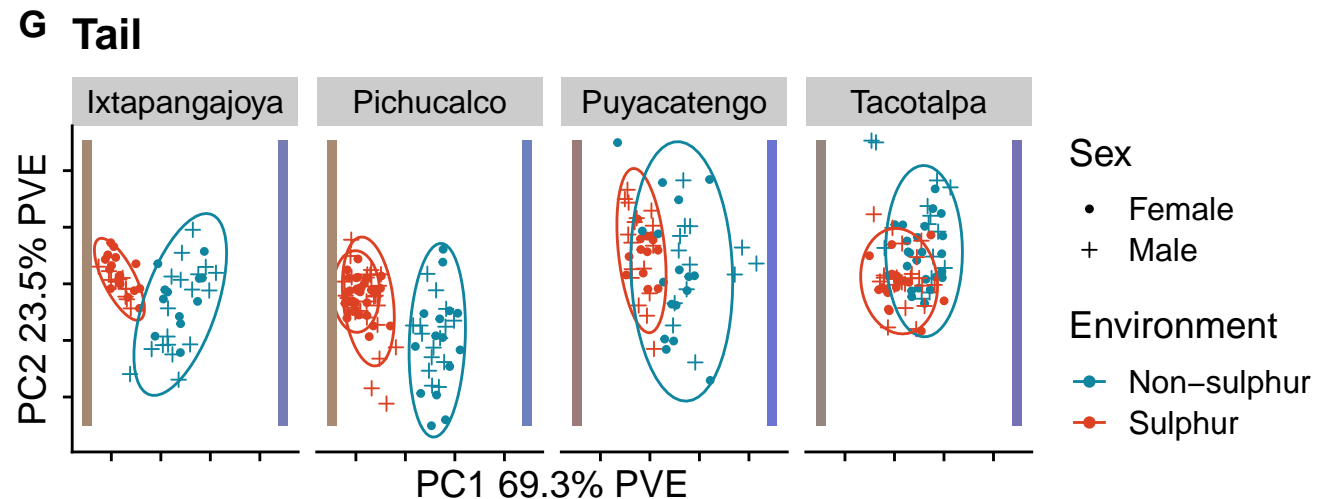 G Tail
Ixtapangajoya Pichucalco Puyacatengo Tacotalpa
PC2 23.5% PVE
PC1 69.3% PVE
Sex
Female
Male
Environment
Non−sulphur
Sulphur